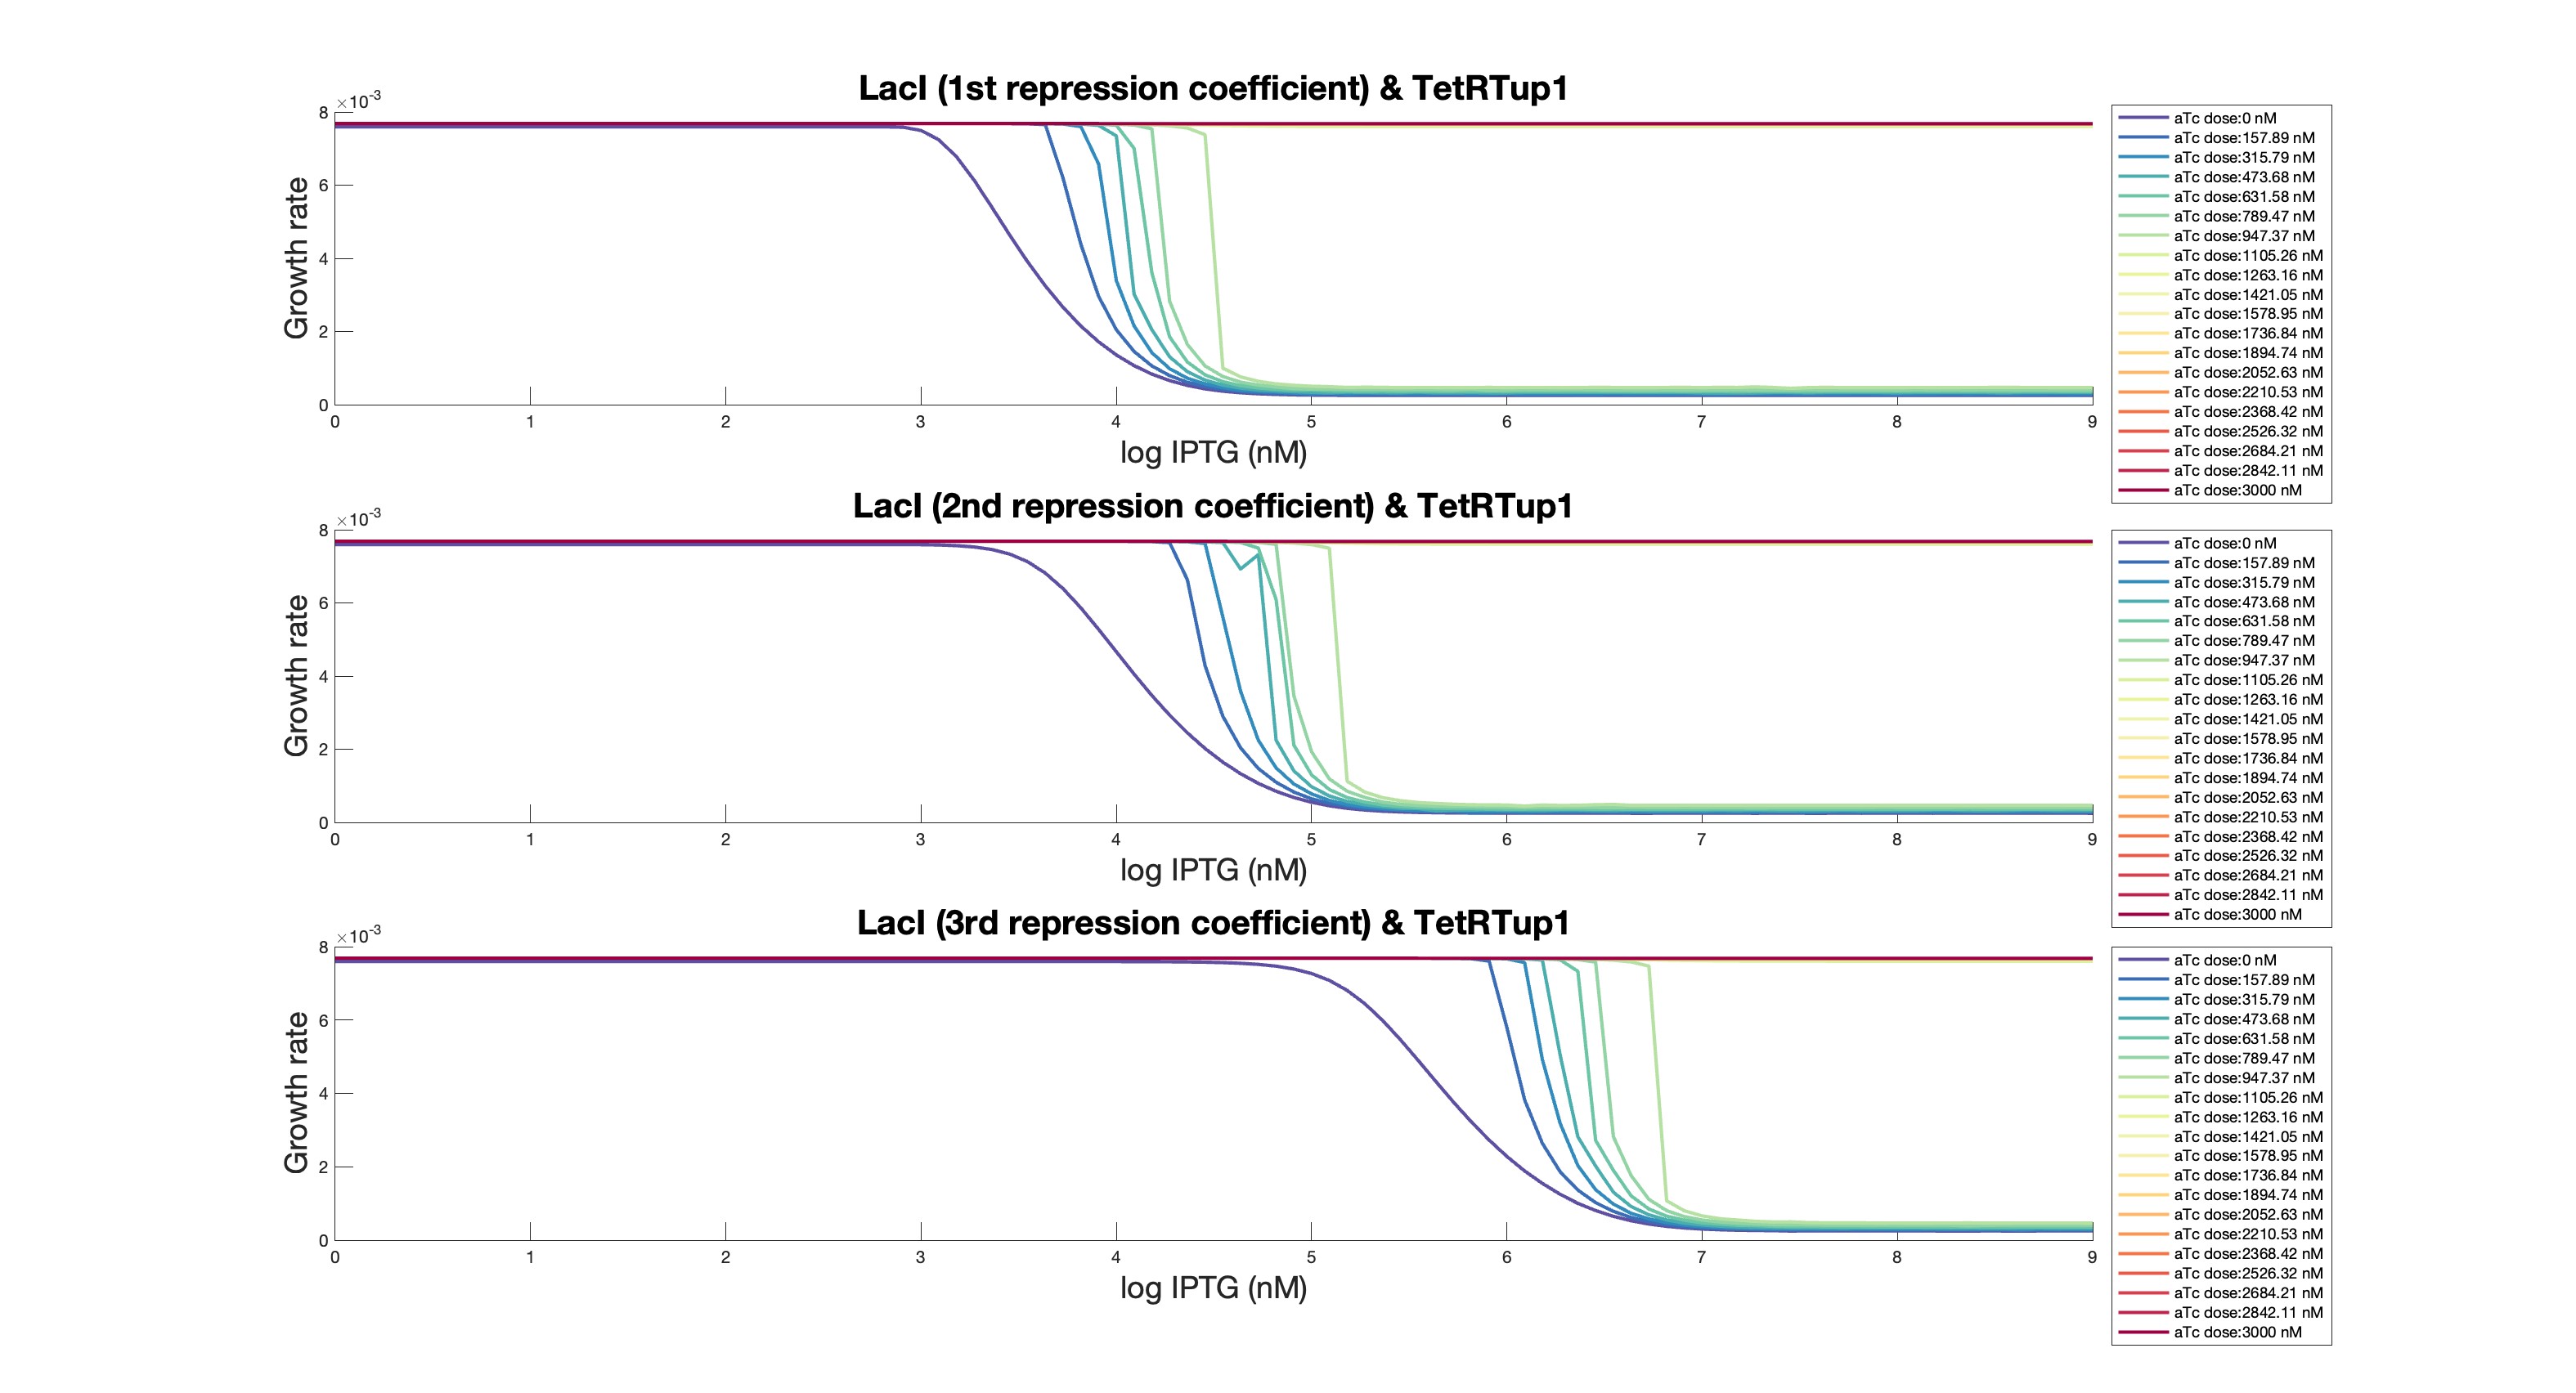 LacI (1st repression coefficient) & TetRTup1
×10-3
8
6
4
2
0
Growth rate
0 1 2 3 4 5 6 7 8 9
log IPTG (nM)
aTc dose:0 nM
aTc dose:157.89 nM
aTc dose:315.79 nM
aTc dose:473.68 nM
aTc dose:631.58 nM
aTc dose:789.47 nM
aTc dose:947.37 nM
aTc dose:1105.26 nM
aTc dose:1263.16 nM
aTc dose:1421.05 nM
aTc dose:1578.95 nM
aTc dose:1736.84 nM
aTc dose:1894.74 nM
aTc dose:2052.63 nM
aTc dose:2210.53 nM
aTc dose:2368.42 nM
aTc dose:2526.32 nM
aTc dose:2684.21 nM
aTc dose:2842.11 nM
aTc dose:3000 nM
LacI (2nd repression coefficient) & TetRTup1
×10-3
8
6
4
2
0
Growth rate
0 1 2 3 4 5 6 7 8 9
log IPTG (nM)
aTc dose:0 nM
aTc dose:157.89 nM
aTc dose:315.79 nM
aTc dose:473.68 nM
aTc dose:631.58 nM
aTc dose:789.47 nM
aTc dose:947.37 nM
aTc dose:1105.26 nM
aTc dose:1263.16 nM
aTc dose:1421.05 nM
aTc dose:1578.95 nM
aTc dose:1736.84 nM
aTc dose:1894.74 nM
aTc dose:2052.63 nM
aTc dose:2210.53 nM
aTc dose:2368.42 nM
aTc dose:2526.32 nM
aTc dose:2684.21 nM
aTc dose:2842.11 nM
aTc dose:3000 nM
LacI (3rd repression coefficient) & TetRTup1
×10-3
8
6
4
2
0
Growth rate
0 1 2 3 4 5 6 7 8 9
log IPTG (nM)
aTc dose:0 nM
aTc dose:157.89 nM
aTc dose:315.79 nM
aTc dose:473.68 nM
aTc dose:631.58 nM
aTc dose:789.47 nM
aTc dose:947.37 nM
aTc dose:1105.26 nM
aTc dose:1263.16 nM
aTc dose:1421.05 nM
aTc dose:1578.95 nM
aTc dose:1736.84 nM
aTc dose:1894.74 nM
aTc dose:2052.63 nM
aTc dose:2210.53 nM
aTc dose:2368.42 nM
aTc dose:2526.32 nM
aTc dose:2684.21 nM
aTc dose:2842.11 nM
aTc dose:3000 nM